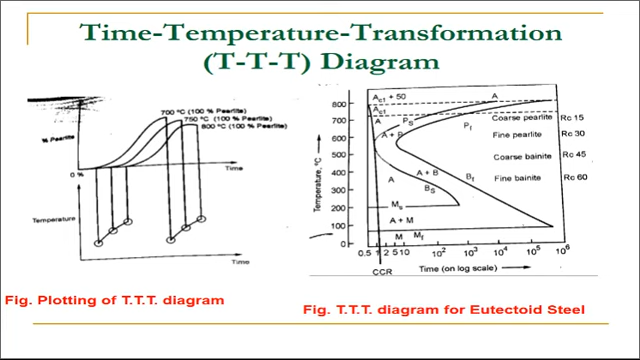 Time-Temperature-Transformation
(T-T-T) Diagram
700 °C (100 % Pearlite)
750 °C (100 % Pearlite)
800 °C (100 % Pearlite)
% Pearlite
0 %
Time
Temperature
Time
Fig. Plotting of T.T.T. diagram
Ac1 + 50
A
Ac1
A
Ps
Pf
A + P
Coarse pearlite
Rc 15
Fine pearlite
Rc 30
Coarse bainite
Rc 45
A + B
Bf
Fine bainite
Rc 60
A
Bs
Ms
A + M
M
Mf
Temperature, °C
800
700
600
500
400
300
200
100
0
0.5 1 2 5 10 10² 10³ 10⁴ 10⁵ 10⁶
CCR
Time (on log scale)
Fig. T.T.T. diagram for Eutectoid Steel